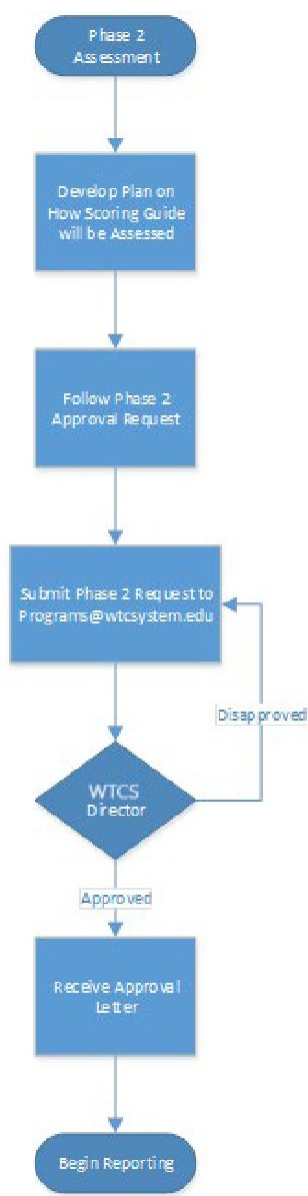 Phase 2
Assessment
Develop Plan on
How Scoring Guide
will be Assessed
Follow Phase 2
Approval Request
Submit Phase 2 Request to
Programs@wtcsystem.edu
Disapproved
WTCS
Director
Approved
Receive Approval
Letter
Begin Reporting